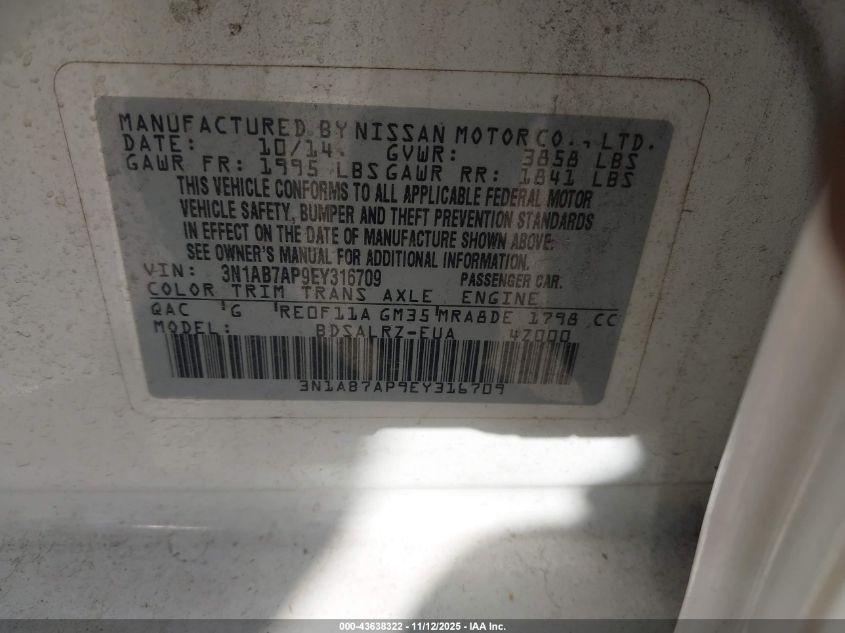 MANUFACTURED BY NISSAN MOTOR CO., LTD.
DATE: 10/14 GVWR: 3858 LBS
GAWR FR: 1995 LBS GAWR RR: 1841 LBS
THIS VEHICLE CONFORMS TO ALL APPLICABLE FEDERAL MOTOR
VEHICLE SAFETY, BUMPER AND THEFT PREVENTION STANDARDS
IN EFFECT ON THE DATE OF MANUFACTURE SHOWN ABOVE.
SEE OWNER'S MANUAL FOR ADDITIONAL INFORMATION.
VIN: 3N1AB7AP9EY316709 PASSENGER CAR.
COLOR TRIM TRANS AXLE ENGINE
QAC G RE0F11A GM35 MRA8DE 1798 CC
MODEL: BDSALRZ-EUA 42000
3N1AB7AP9EY316709
000-43638322 - 11/12/2025 - IAA Inc.